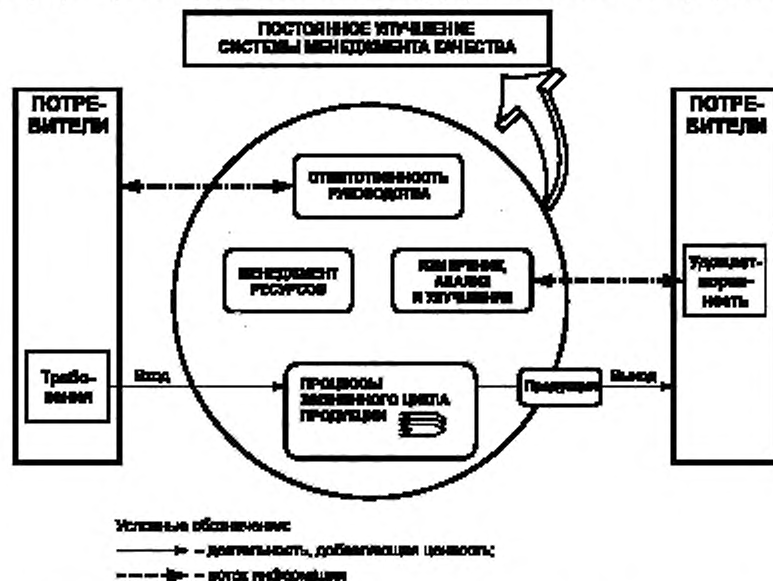 ПОСТОЯННОЕ УЛУЧШЕНИЕ
СИСТЕМЫ МЕНЕДЖМЕНТА КАЧЕСТВА
ПОТРЕ-
БИТЕЛИ
ПОТРЕ-
БИТЕЛИ
ОТВЕТСТВЕННОСТЬ
РУКОВОДСТВА
МЕНЕДЖМЕНТ
РЕСУРСОВ
ИЗМЕРЕНИЕ,
АНАЛИЗ
И УЛУЧШЕНИЕ
Удовлет-
ворен-
ность
Требо-
вания
Вход
ПРОЦЕССЫ
ЖИЗНЕННОГО ЦИКЛА
ПРОДУКЦИИ
Продукция
Выход
Условные обозначения:
– деятельность, добавляющая ценность;
– поток информации